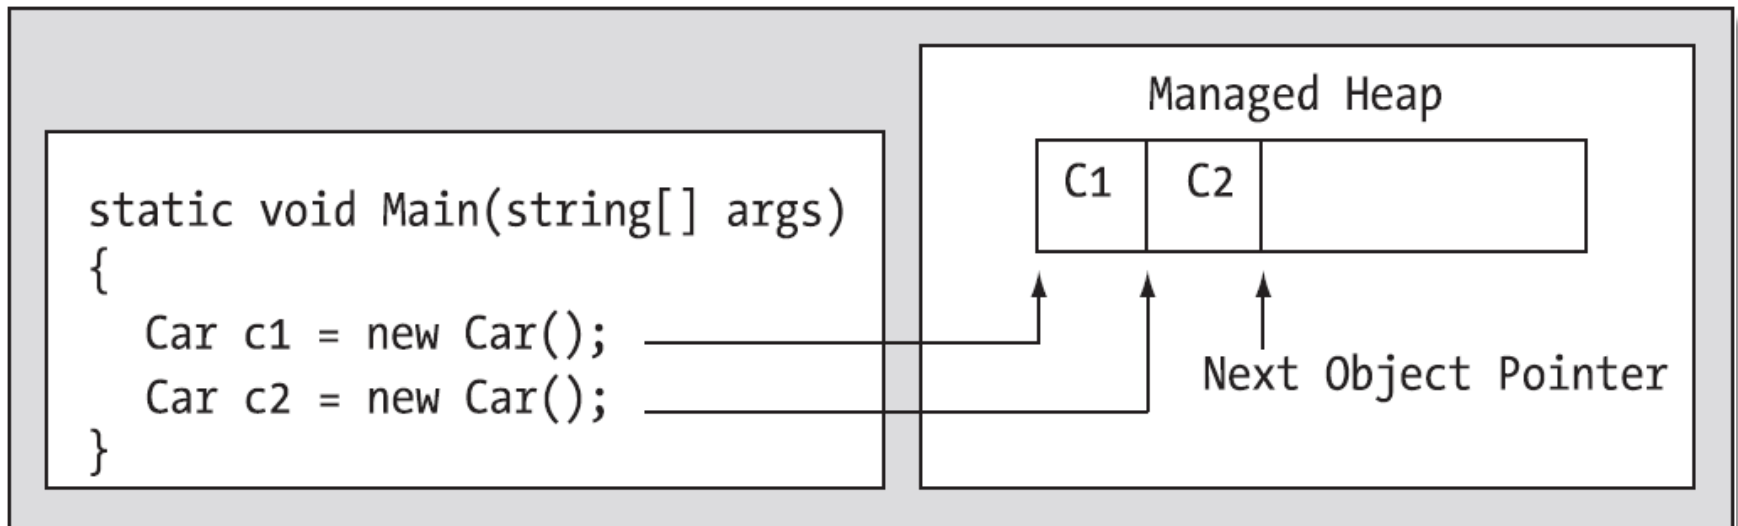 static void Main(string[] args)
{
Car c1 = new Car();
Car c2 = new Car();
}
Managed Heap
C1 C2
Next Object Pointer